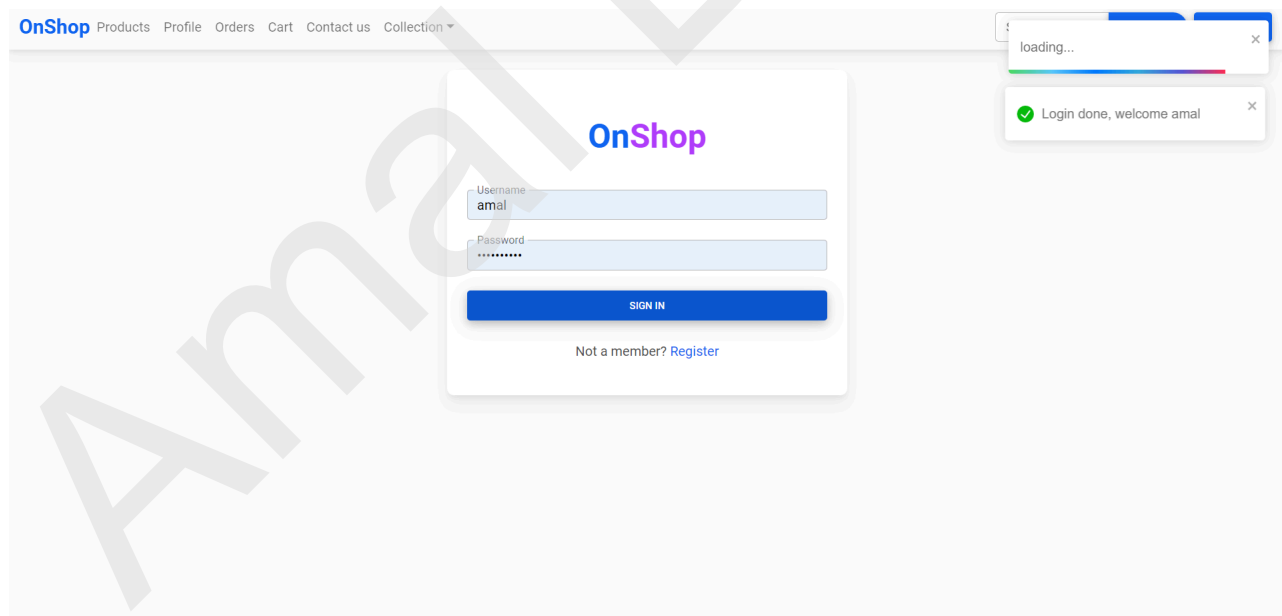 OnShop Products Profile Orders Cart Contact us Collection
loading...
Login done, welcome amal
OnShop
Username
amal
Password
••••••••••
SIGN IN
Not a member? Register
Amal